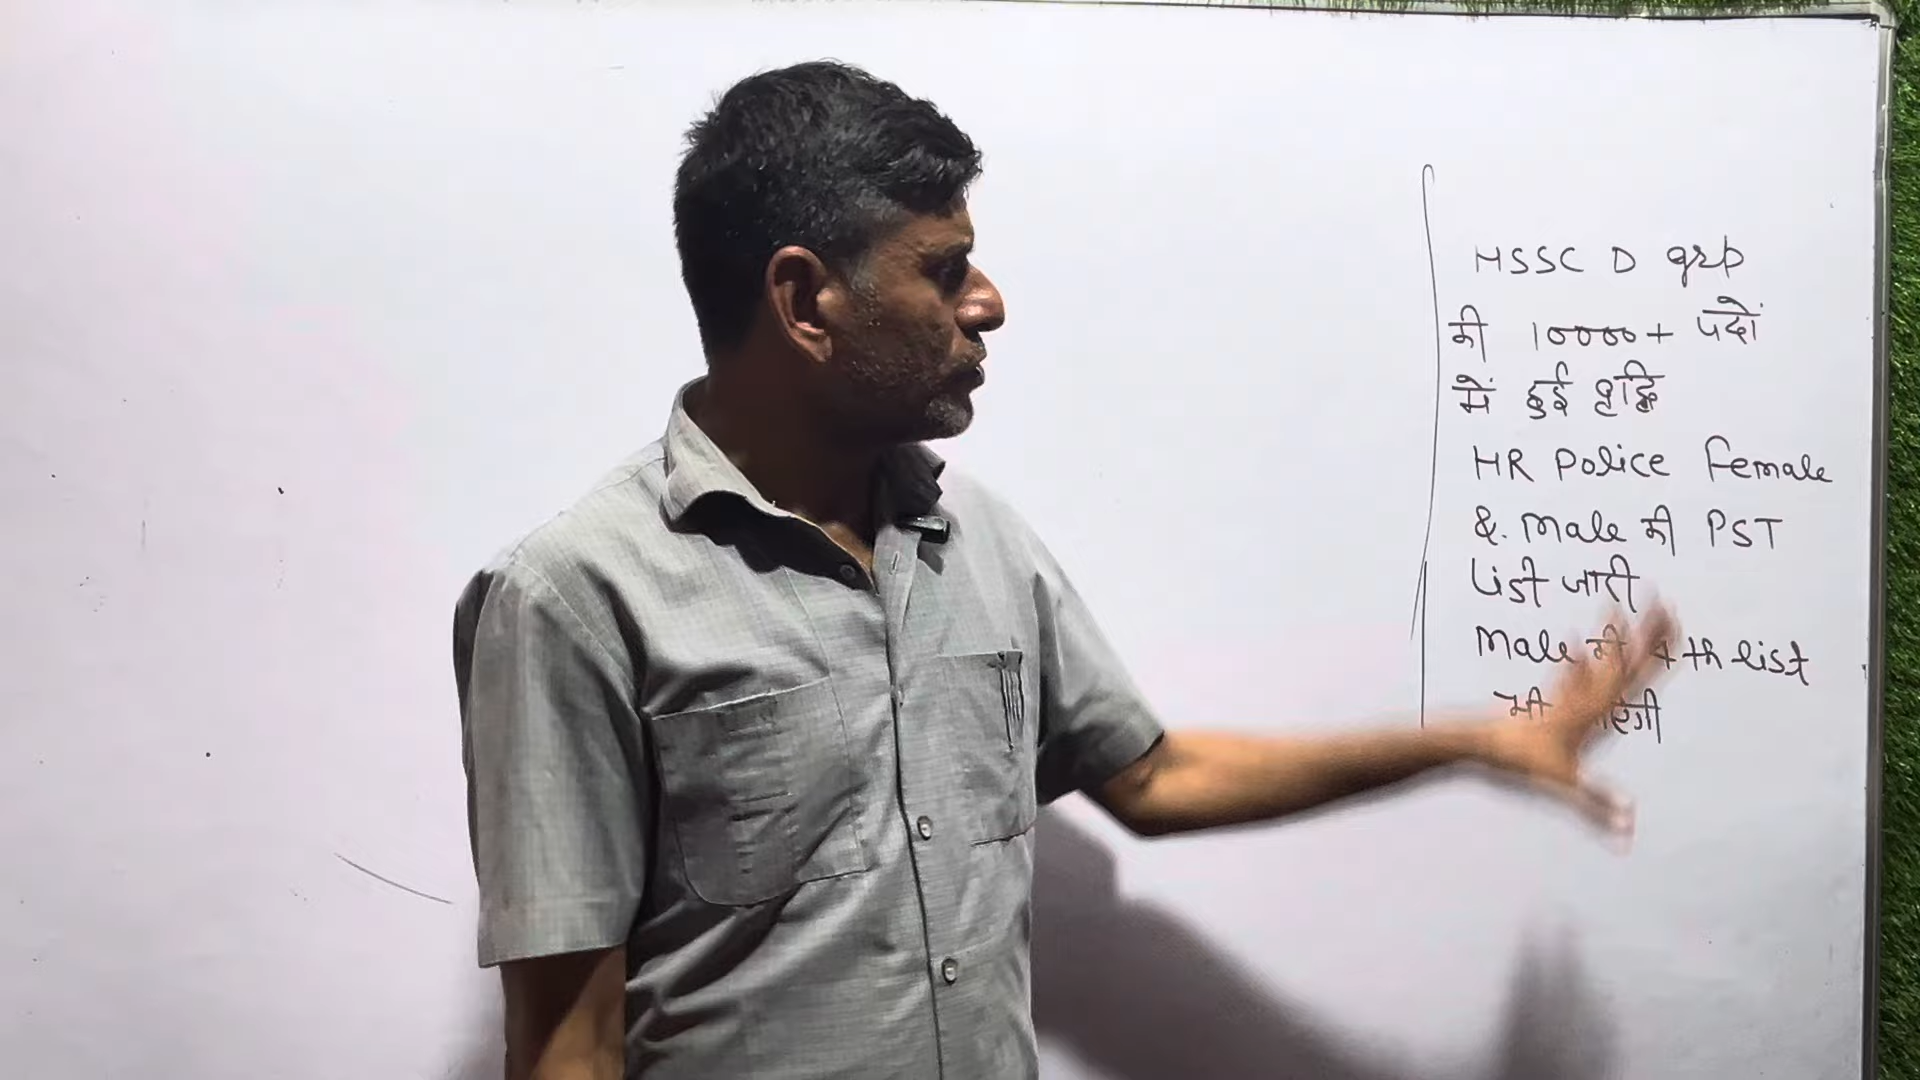 HSSC D grp
की 10000+ पदों
में हुई वृद्धि
HR Police Female
& Male की PST
List जारी
Male की 4th list
भी